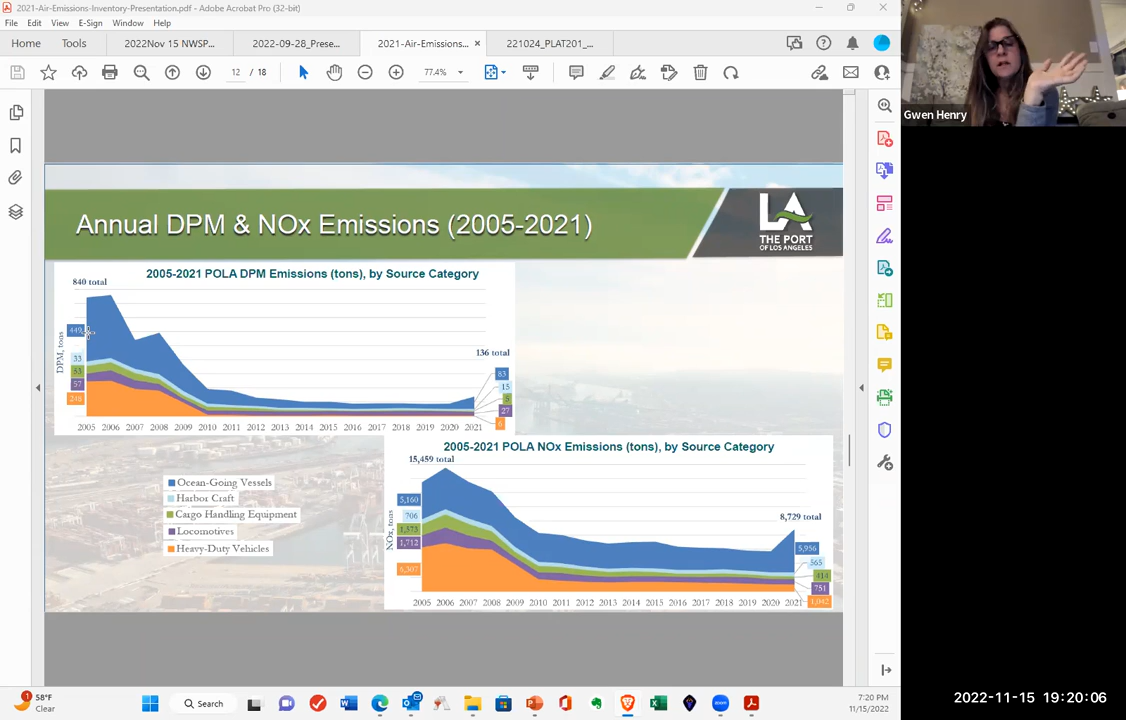 2021-Air-Emissions-Inventory-Presentation.pdf - Adobe Acrobat Pro (32-bit)
File Edit View E-Sign Window Help
Home Tools 2022Nov 15 NWSP... 2022-09-28_Prese... 2021-Air-Emissions... × 221024_PLAT201_...
12 / 18 77.4%
Gwen Henry
Annual DPM & NOx Emissions (2005-2021)
LA
THE PORT
OF LOS ANGELES
2005-2021 POLA DPM Emissions (tons), by Source Category
840 total
DPM, tons
449
33
53
57
248
136 total
83
15
5
27
6
2005 2006 2007 2008 2009 2010 2011 2012 2013 2014 2015 2016 2017 2018 2019 2020 2021
2005-2021 POLA NOx Emissions (tons), by Source Category
15,459 total
NOx, tons
5,160
706
1,573
1,712
6,307
8,729 total
5,956
565
414
751
1,042
2005 2006 2007 2008 2009 2010 2011 2012 2013 2014 2015 2016 2017 2018 2019 2020 2021
Ocean-Going Vessels
Harbor Craft
Cargo Handling Equipment
Locomotives
Heavy-Duty Vehicles
1
58°F
Clear
Search
7:20 PM
11/15/2022
2022-11-15 19:20:06